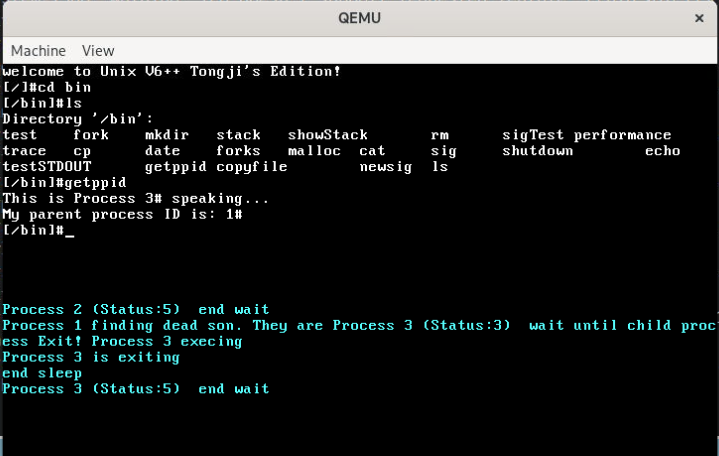 QEMU
×
Machine View
welcome to Unix V6++ Tongji's Edition!
[/]#cd bin
[/bin]#ls
Directory '/bin':
test fork mkdir stack showStack rm sigTest performance
trace cp date forks malloc cat sig shutdown echo
testSTDOUT getppid copyfile newsig ls
[/bin]#getppid
This is Process 3# speaking...
My parent process ID is: 1#
[/bin]#_
Process 2 (Status:5) end wait
Process 1 finding dead son. They are Process 3 (Status:3) wait until child proc
ess Exit! Process 3 execing
Process 3 is exiting
end sleep
Process 3 (Status:5) end wait